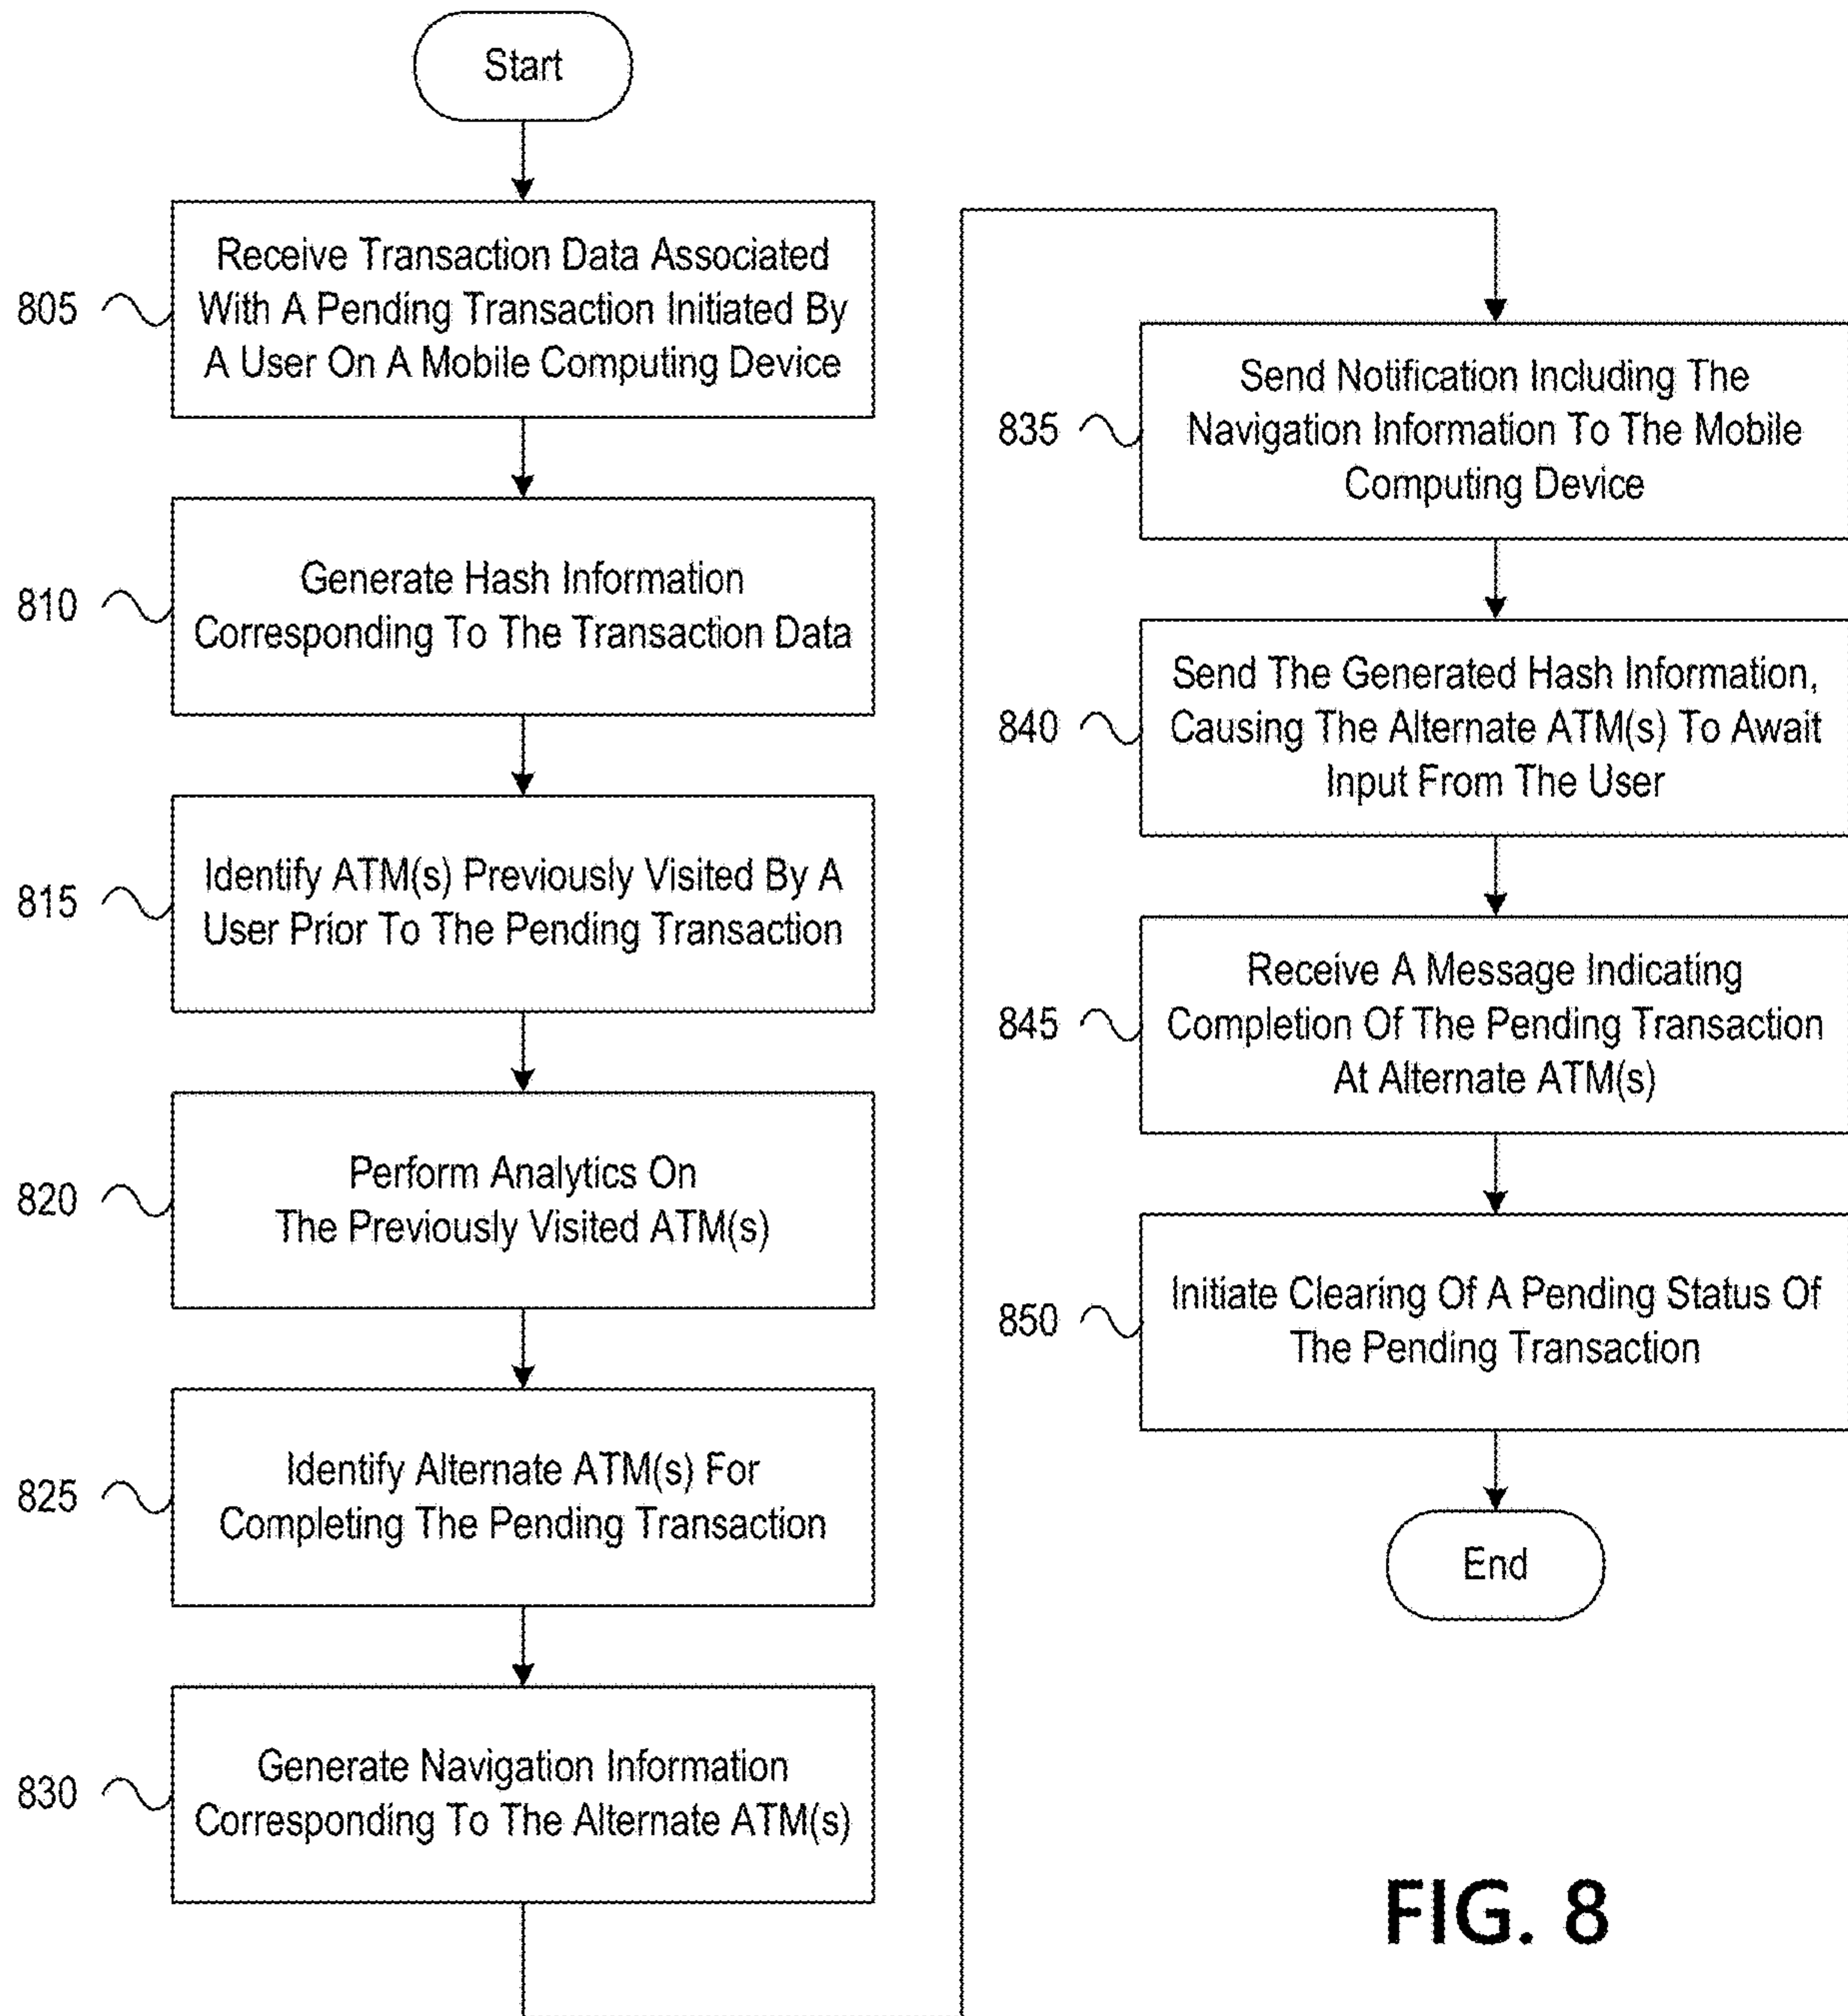 Start
805
Receive Transaction Data Associated
With A Pending Transaction Initiated By
A User On A Mobile Computing Device
810
Generate Hash Information
Corresponding To The Transaction Data
815
Identify ATM(s) Previously Visited By A
User Prior To The Pending Transaction
820
Perform Analytics On
The Previously Visited ATM(s)
825
Identify Alternate ATM(s) For
Completing The Pending Transaction
830
Generate Navigation Information
Corresponding To The Alternate ATM(s)
835
Send Notification Including The
Navigation Information To The Mobile
Computing Device
840
Send The Generated Hash Information,
Causing The Alternate ATM(s) To Await
Input From The User
845
Receive A Message Indicating
Completion Of The Pending Transaction
At Alternate ATM(s)
850
Initiate Clearing Of A Pending Status Of
The Pending Transaction
End
FIG. 8